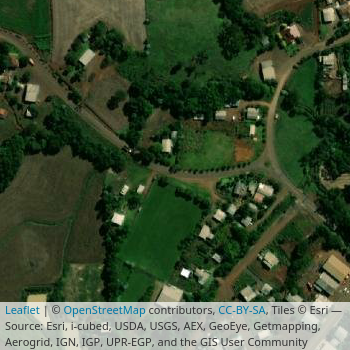 Leaflet | © OpenStreetMap contributors, CC-BY-SA, Tiles © Esri —
Source: Esri, i-cubed, USDA, USGS, AEX, GeoEye, Getmapping,
Aerogrid, IGN, IGP, UPR-EGP, and the GIS User Community